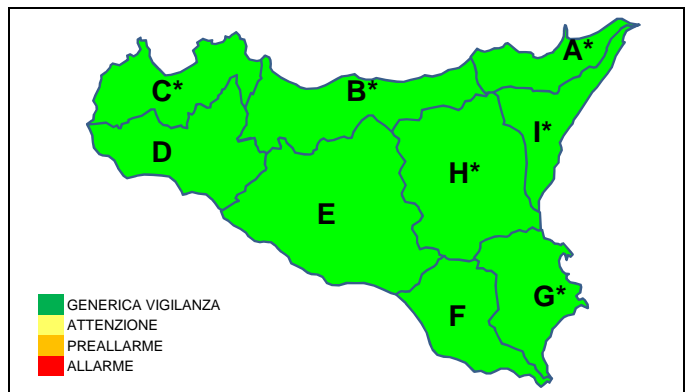 A*
C*
B*
I*
D
H*
E
G*
F
GENERICA VIGILANZA
ATTENZIONE
PREALLARME
ALLARME